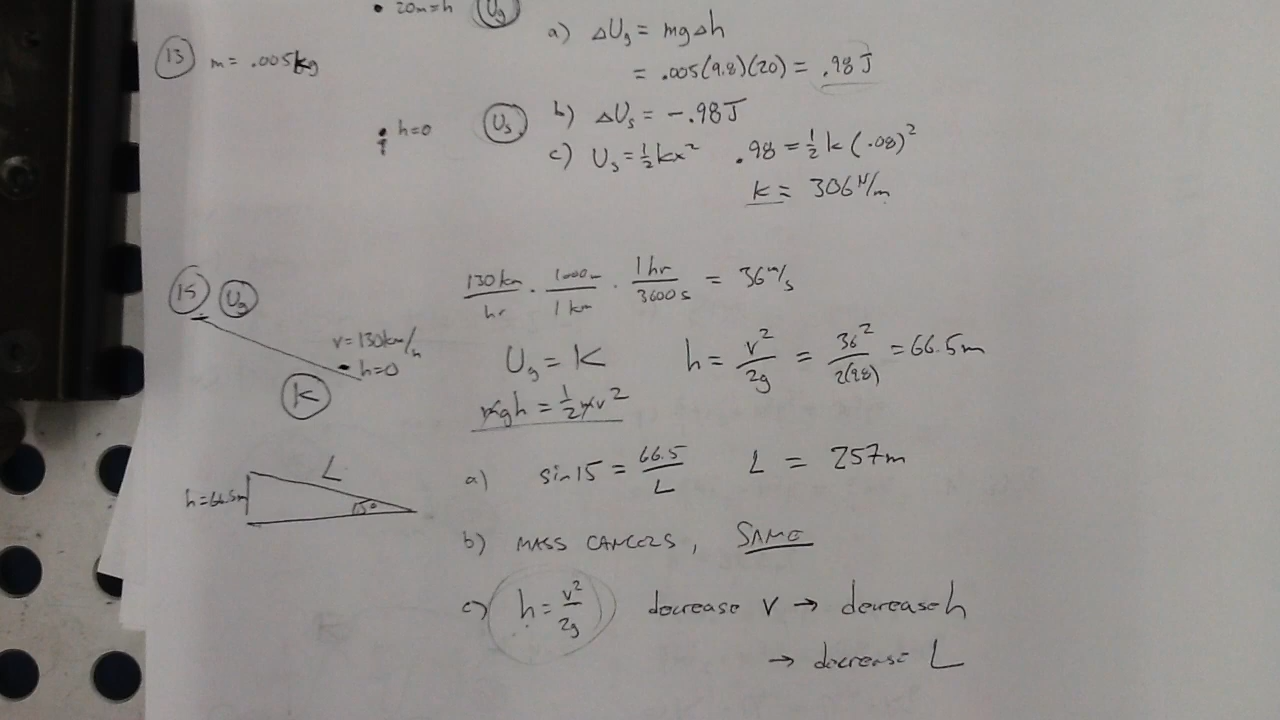 20m=h Ug
a) ΔUg = mgΔh
13 m = .005kg
= .005(9.8)(20) = .98 J
h=0 Us b) ΔUs = -.98J
c) Us = ½kx² .98 = ½k(.08)²
k = 306 N/m
15 Ug
130km/hr · 1000m/1km · 1hr/3600s = 36 m/s
v=130km/h
h=0
K
Ug = K h = v²/2g = 36²/2(9.8) = 66.5m
mgh = ½mv²
L
h=66.5m 15°
a) sin15 = 66.5/L L = 257m
b) MASS CANCELS, SAME
c) h = v²/2g decrease v → decrease h
→ decrease L